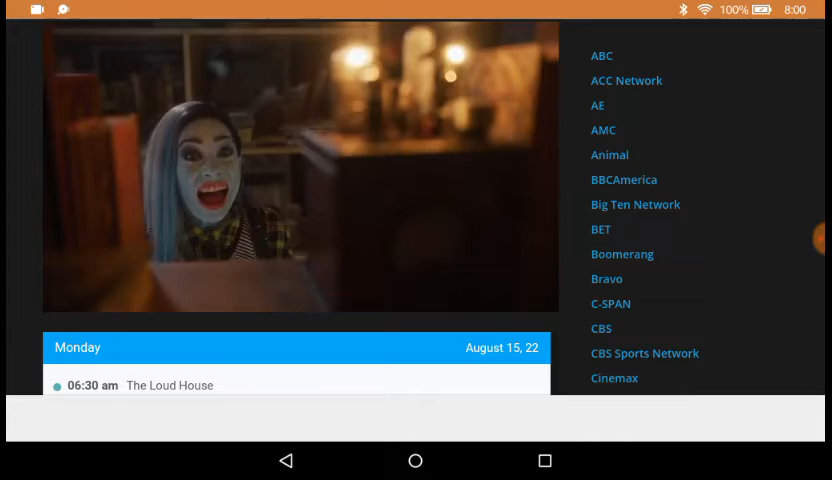 100% 8:00
ABC
ACC Network
AE
AMC
Animal
BBCAmerica
Big Ten Network
BET
Boomerang
Bravo
C-SPAN
CBS
CBS Sports Network
Cinemax
Monday August 15, 22
06:30 am The Loud House